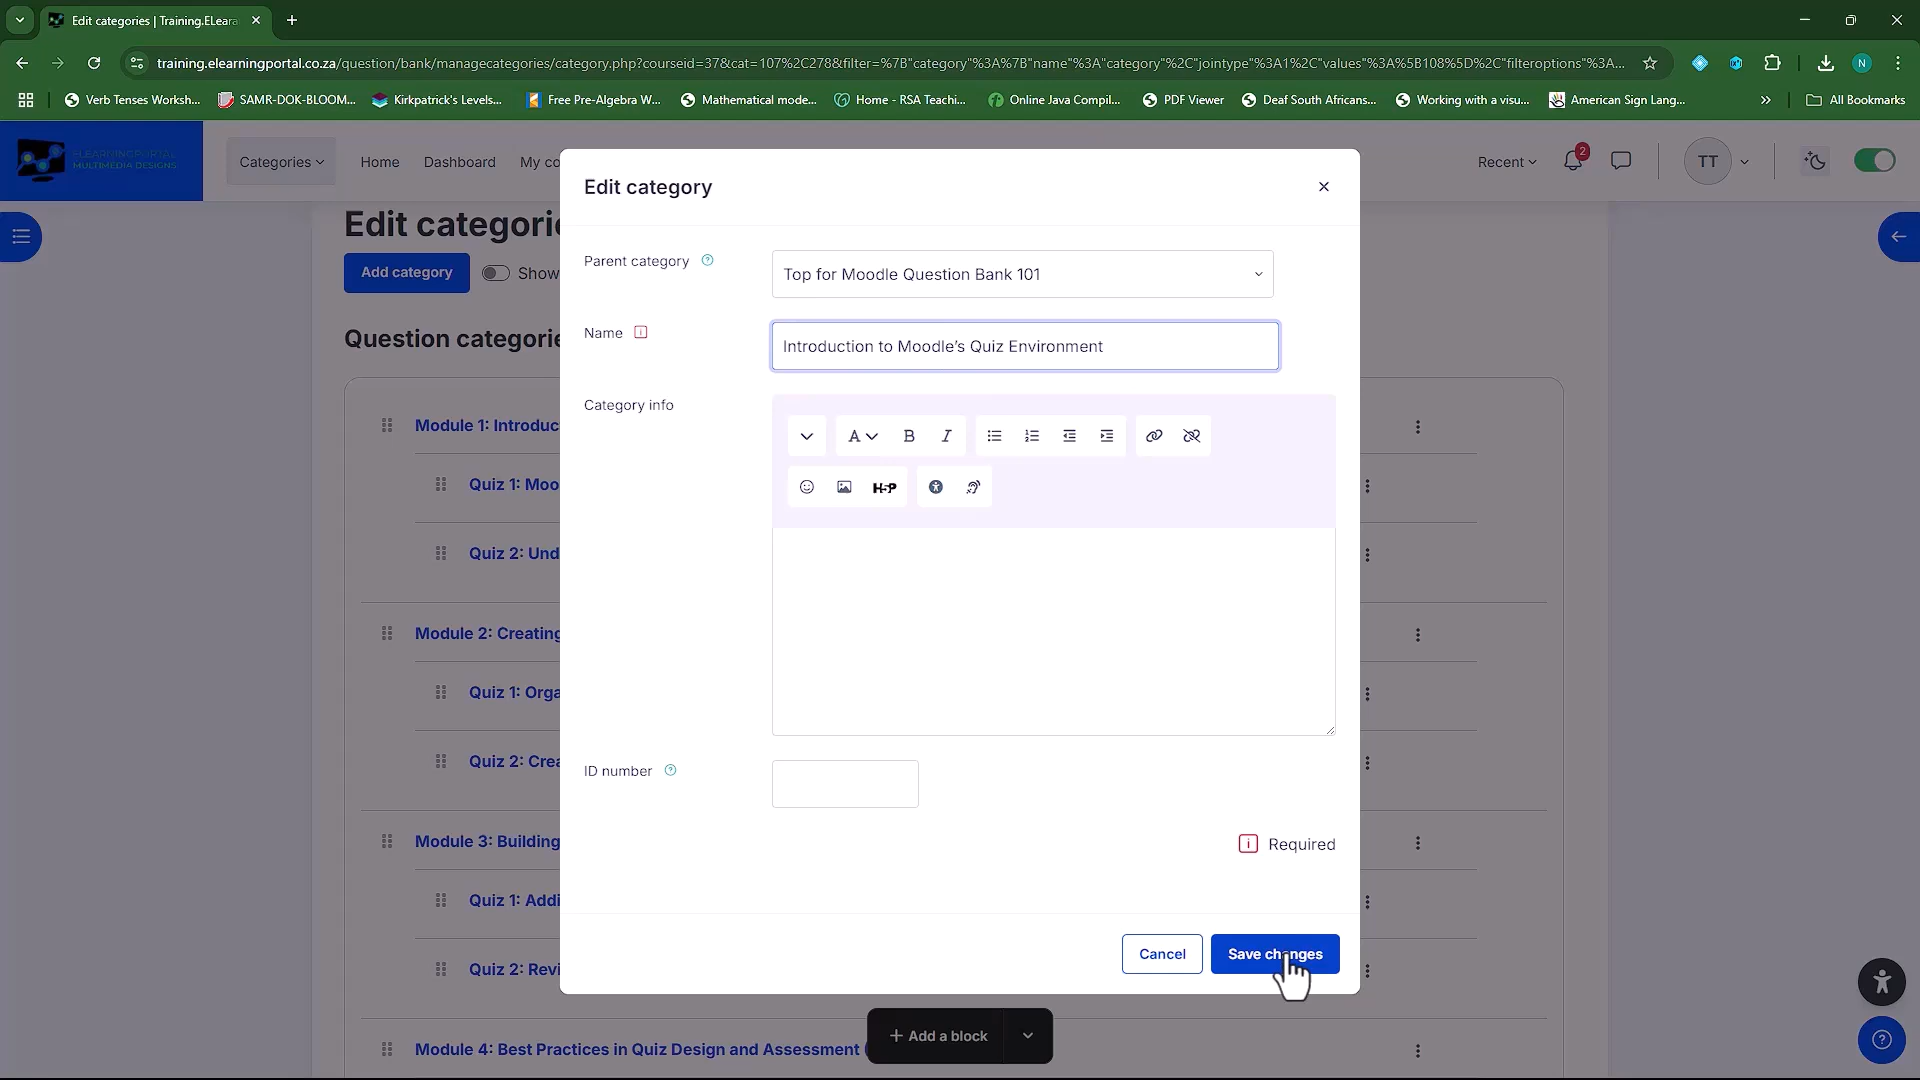 Edit categories | Training.ELeara
training.elearningportal.co.za/question/bank/managecategories/category.php?courseid=37&cat=107%2C278&filter=%7B"category"%3A%7B"name"%3A"category"%2C"jointype"%3A1%2C"values"%3A%5B108%5D%2C"filteroptions"%3A...
N
Verb Tenses Worksh... SAMR-DOK-BLOOM... Kirkpatrick's Levels... Free Pre-Algebra W... Mathematical mode... Home - RSA Teachi... Online Java Compil... PDF Viewer Deaf South Africans... Working with a visu... American Sign Lang... » All Bookmarks
ELEARNINGPORTAL
MULTIMEDIA DESIGNS
Categories Home Dashboard My co Recent 2 TT
Edit categori
Add category Show
Question categorie
Module 1: Introduc
Quiz 1: Moo
Quiz 2: Und
Module 2: Creating
Quiz 1: Orga
Quiz 2: Crea
Module 3: Building
Quiz 1: Addi
Quiz 2: Revi
Module 4: Best Practices in Quiz Design and Assessment
Edit category
Parent category
Top for Moodle Question Bank 101
Name
Introduction to Moodle’s Quiz Environment
Category info
A B I
H5P
ID number
Required
Cancel Save changes
+ Add a block